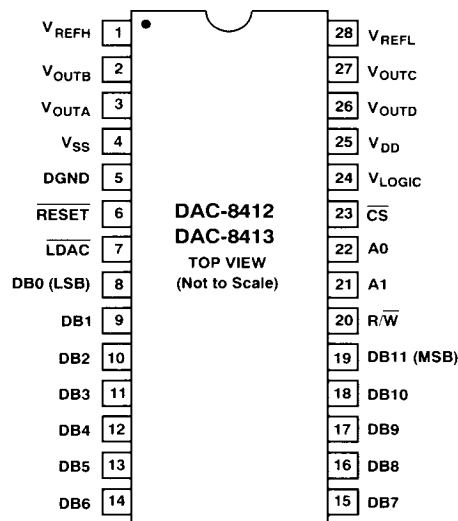 VREFH 1
VOUTB 2
VOUTA 3
VSS 4
DGND 5
RESET 6
LDAC 7
DB0 (LSB) 8
DB1 9
DB2 10
DB3 11
DB4 12
DB5 13
DB6 14
DAC-8412
DAC-8413
TOP VIEW
(Not to Scale)
28 VREFL
27 VOUTC
26 VOUTD
25 VDD
24 VLOGIC
23 CS
22 A0
21 A1
20 R/W
19 DB11 (MSB)
18 DB10
17 DB9
16 DB8
15 DB7